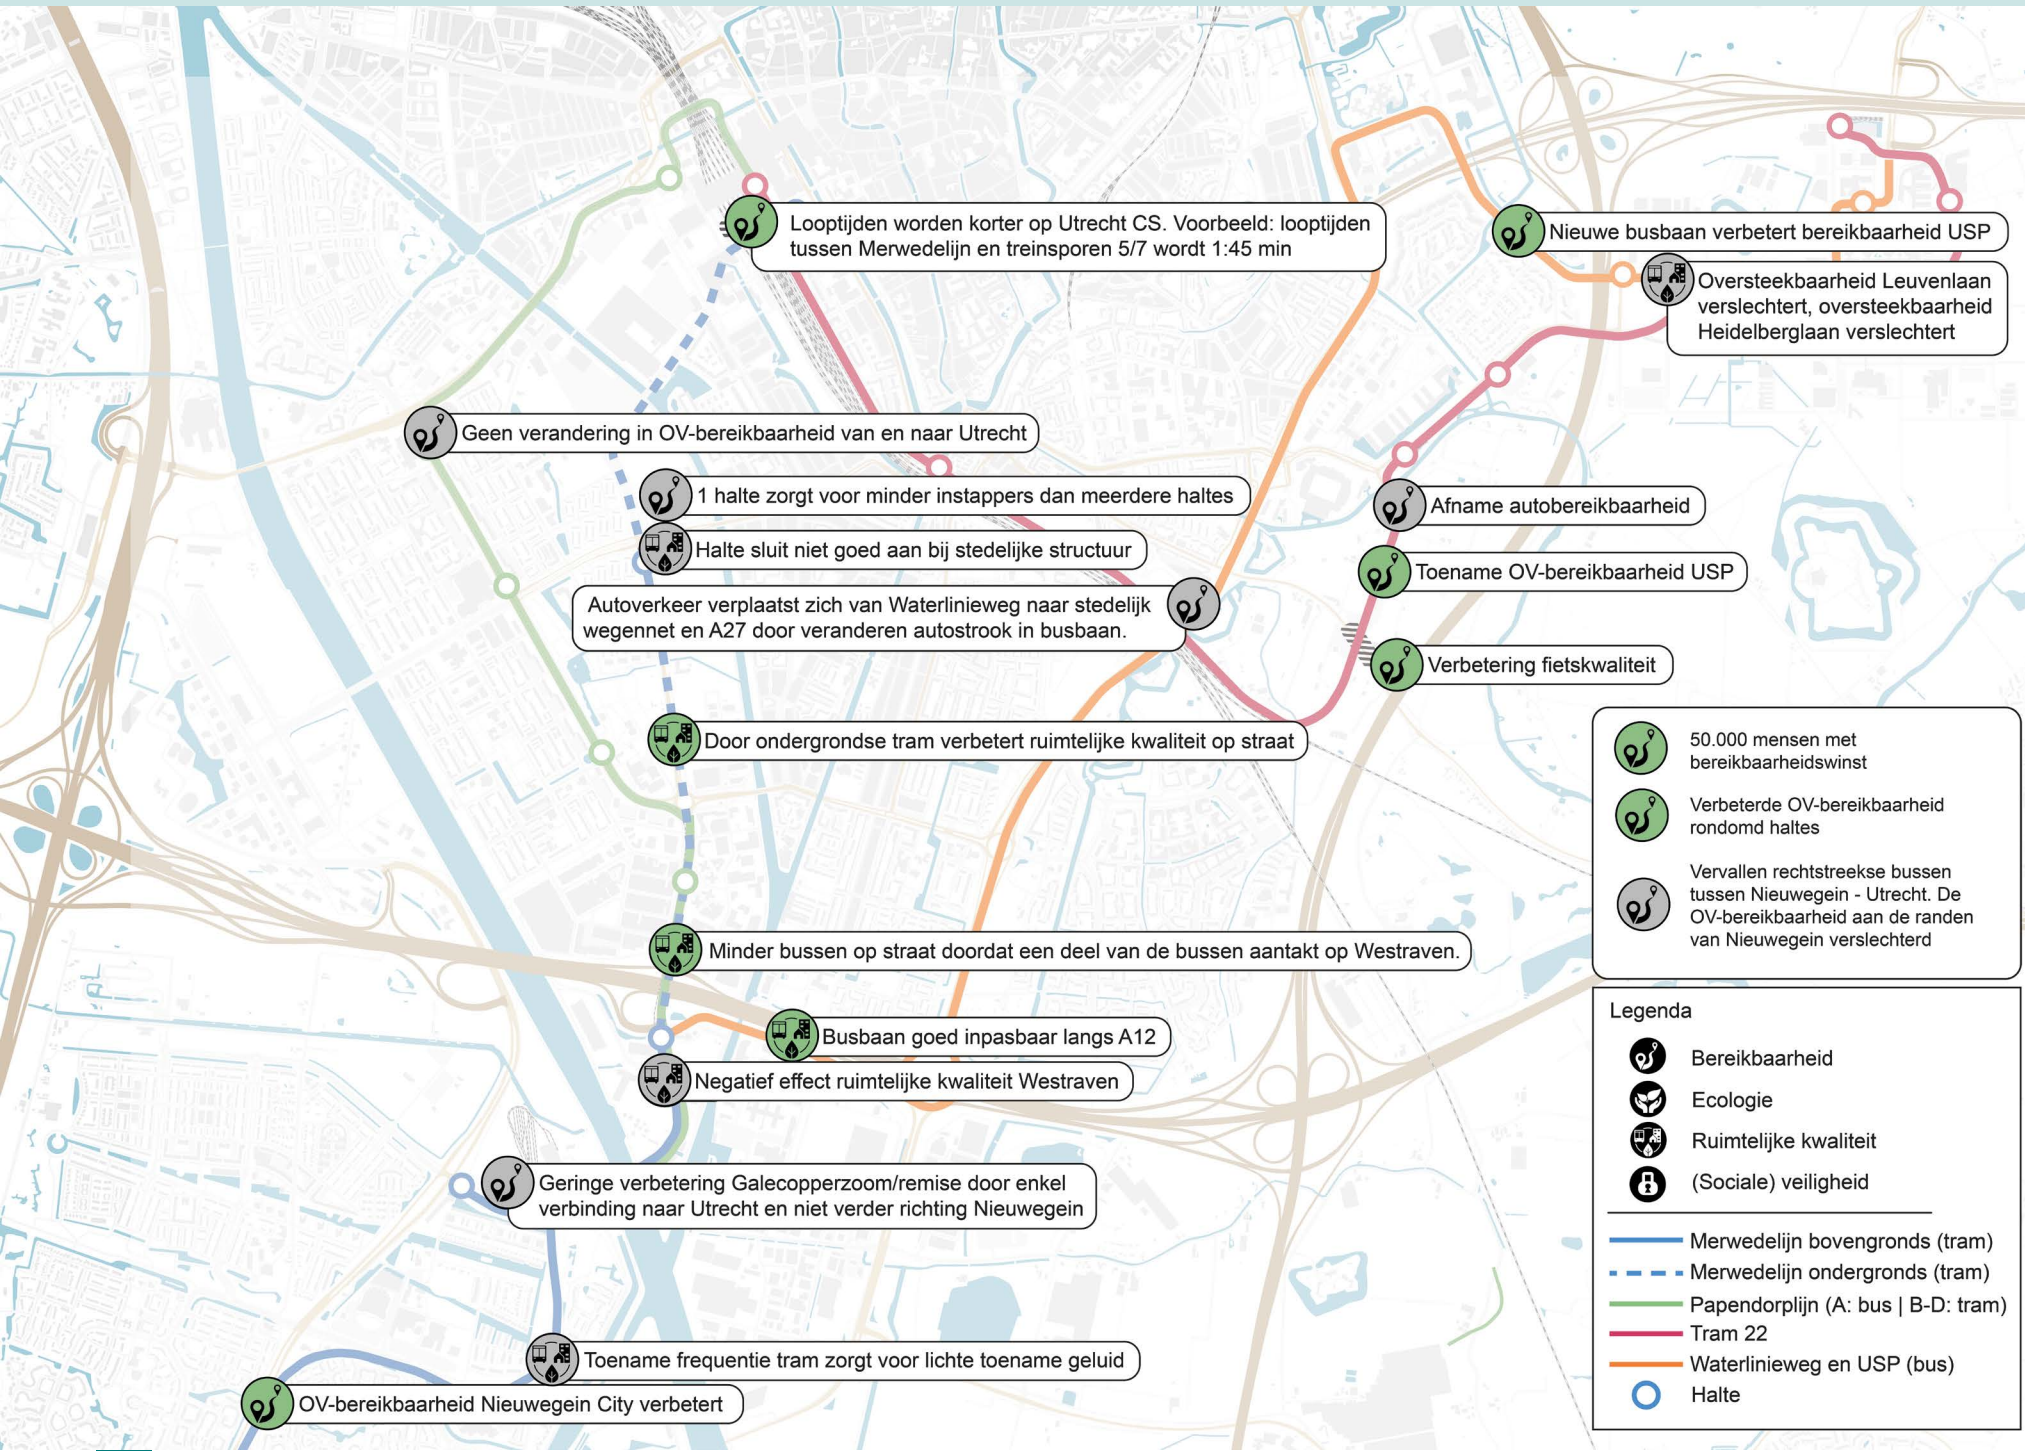 Looptijden worden korter op Utrecht CS. Voorbeeld: looptijden
tussen Merwedelijn en treinsporen 5/7 wordt 1:45 min
Nieuwe busbaan verbetert bereikbaarheid USP
Oversteekbaarheid Leuvenlaan
verslechtert, oversteekbaarheid
Heidelberglaan verslechtert
Geen verandering in OV-bereikbaarheid van en naar Utrecht
1 halte zorgt voor minder instappers dan meerdere haltes
Afname autobereikbaarheid
Halte sluit niet goed aan bij stedelijke structuur
Toename OV-bereikbaarheid USP
Autoverkeer verplaatst zich van Waterlinieweg naar stedelijk
wegennet en A27 door veranderen autostrook in busbaan.
Verbetering fietskwaliteit
Door ondergrondse tram verbetert ruimtelijke kwaliteit op straat
Minder bussen op straat doordat een deel van de bussen aantakt op Westraven.
Busbaan goed inpasbaar langs A12
Negatief effect ruimtelijke kwaliteit Westraven
Geringe verbetering Galecopperzoom/remise door enkel
verbinding naar Utrecht en niet verder richting Nieuwegein
Toename frequentie tram zorgt voor lichte toename geluid
OV-bereikbaarheid Nieuwegein City verbetert
50.000 mensen met
bereikbaarheidswinst
Verbeterde OV-bereikbaarheid
rondomd haltes
Vervallen rechtstreekse bussen
tussen Nieuwegein - Utrecht. De
OV-bereikbaarheid aan de randen
van Nieuwegein verslechterd
Legenda
Bereikbaarheid
Ecologie
Ruimtelijke kwaliteit
(Sociale) veiligheid
Merwedelijn bovengronds (tram)
Merwedelijn ondergronds (tram)
Papendorplijn (A: bus | B-D: tram)
Tram 22
Waterlinieweg en USP (bus)
Halte